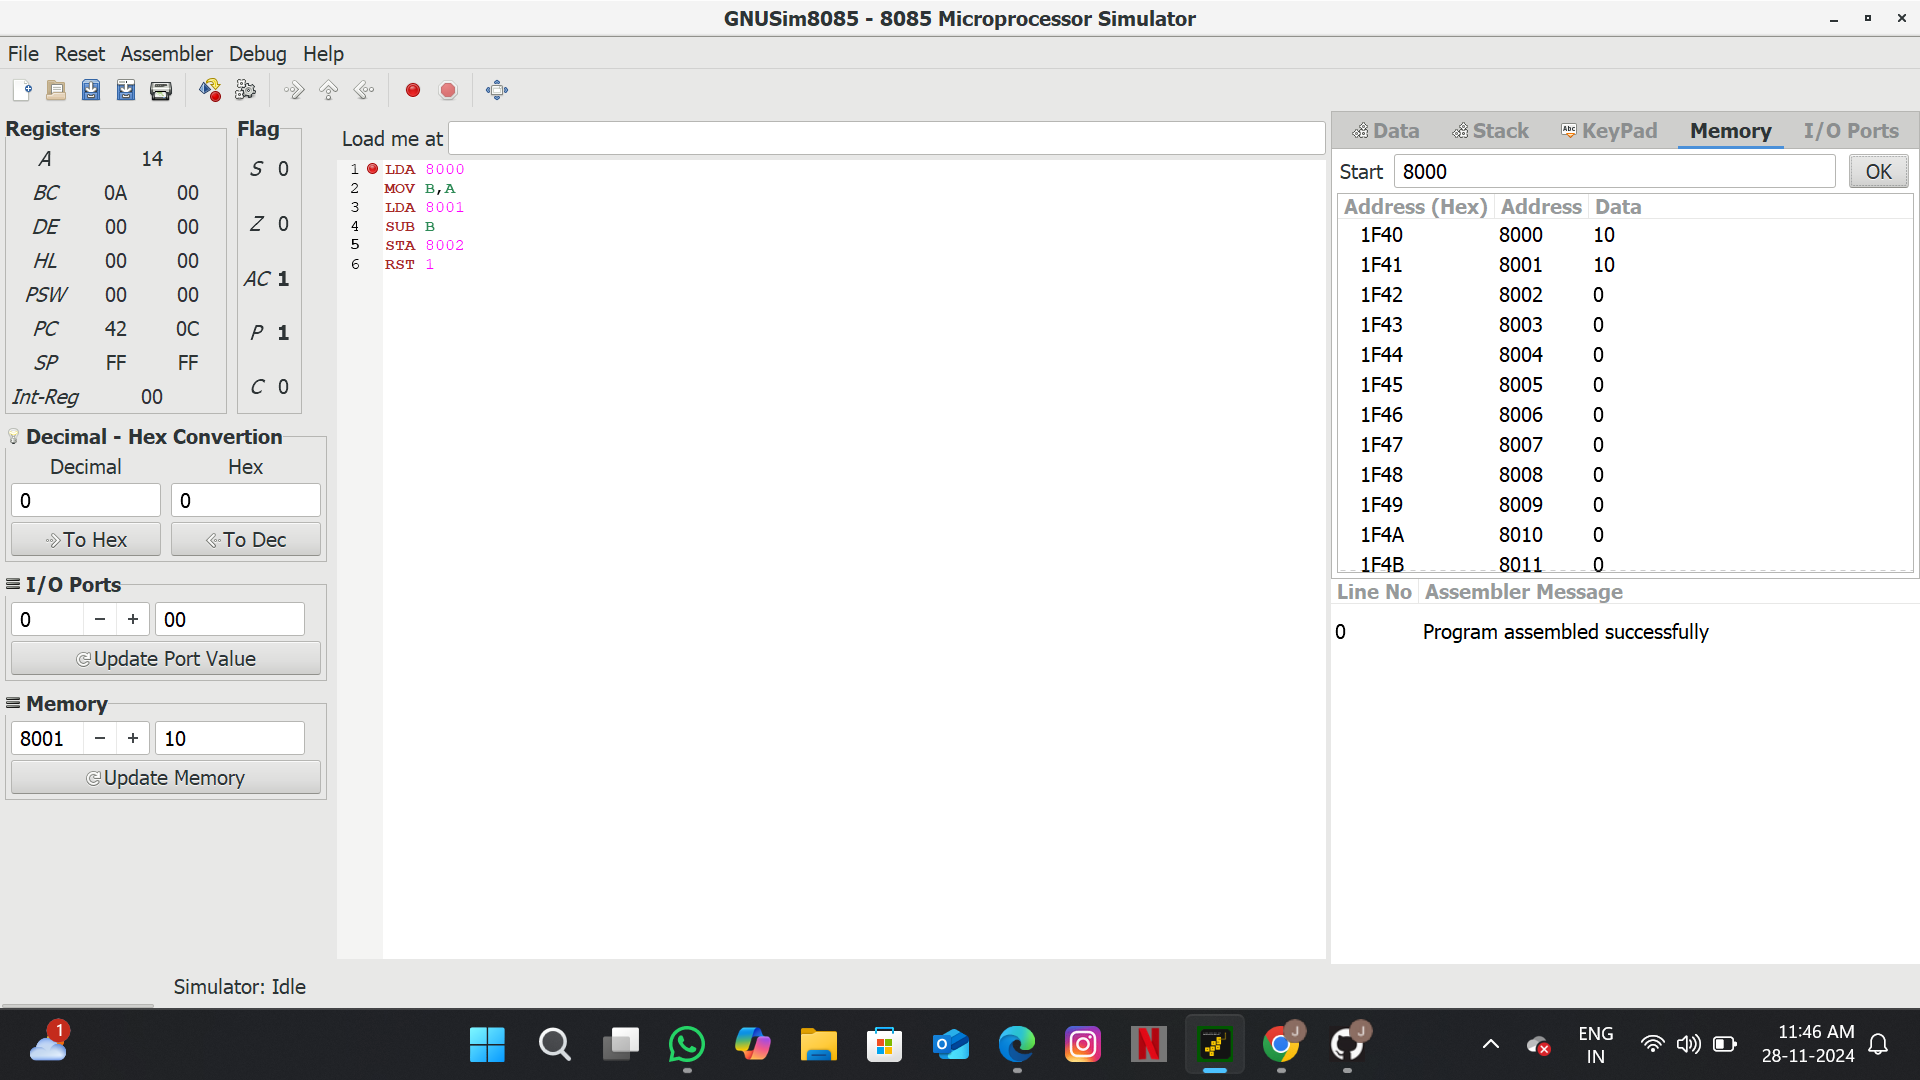 GNUSim8085 - 8085 Microprocessor Simulator
File Reset Assembler Debug Help
Registers
A 14
BC 0A 00
DE 00 00
HL 00 00
PSW 00 00
PC 42 0C
SP FF FF
Int-Reg 00
Flag
S 0
Z 0
AC 1
P 1
C 0
Decimal - Hex Convertion
Decimal Hex
0 0
To Hex To Dec
I/O Ports
0 − + 00
Update Port Value
Memory
8001 − + 10
Update Memory
Load me at
1 LDA 8000
2 MOV B,A
3 LDA 8001
4 SUB B
5 STA 8002
6 RST 1
Data Stack Abc KeyPad Memory I/O Ports
Start 8000 OK
Address (Hex) Address Data
1F40 8000 10
1F41 8001 10
1F42 8002 0
1F43 8003 0
1F44 8004 0
1F45 8005 0
1F46 8006 0
1F47 8007 0
1F48 8008 0
1F49 8009 0
1F4A 8010 0
1F4B 8011 0
Line No Assembler Message
0 Program assembled successfully
Simulator: Idle
1
J J
ENG
IN
11:46 AM
28-11-2024